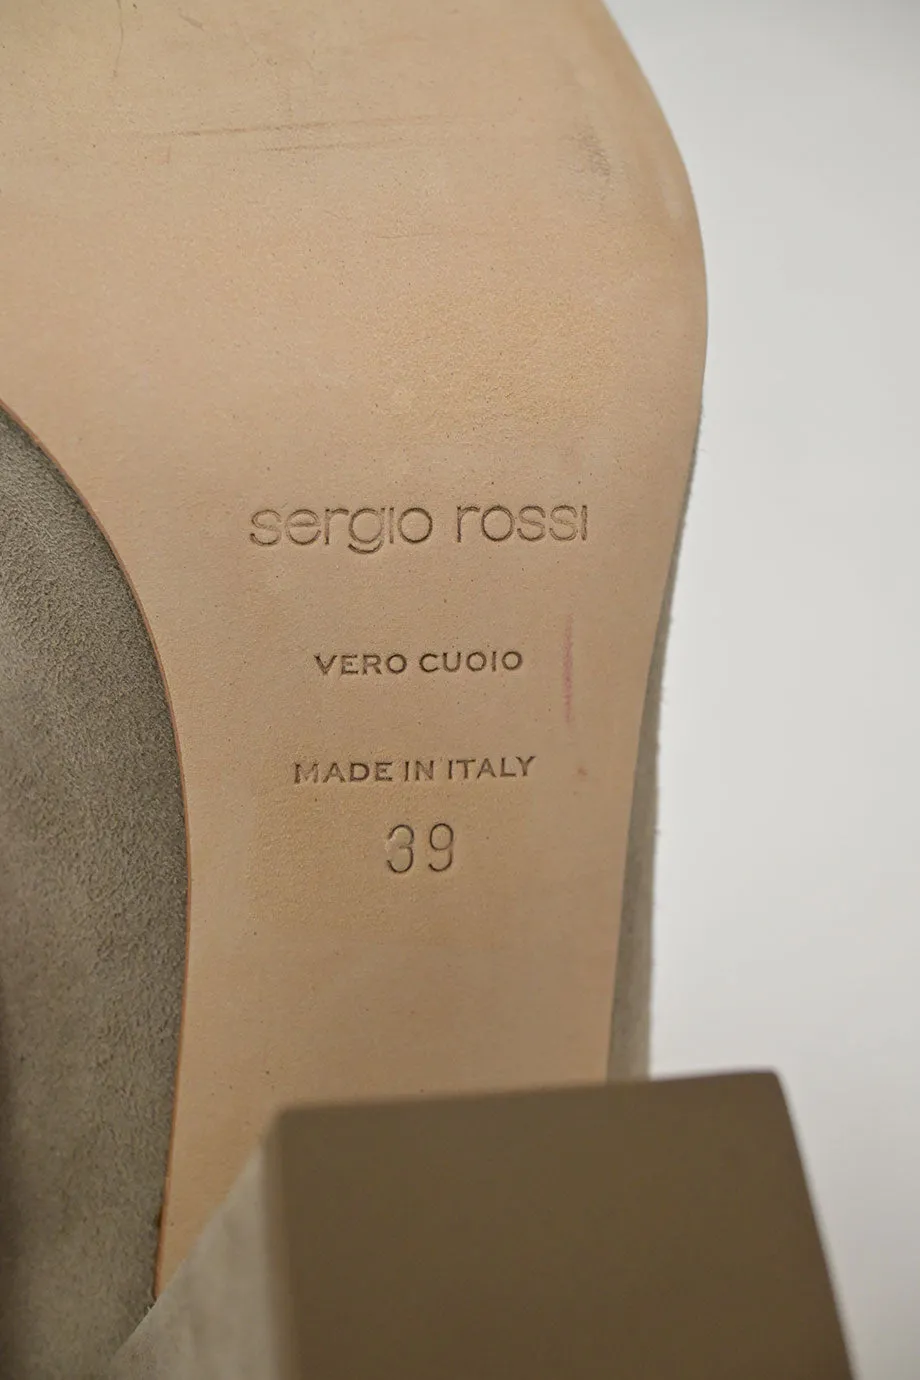 sergio rossi
VERO CUOIO
MADE IN ITALY
39